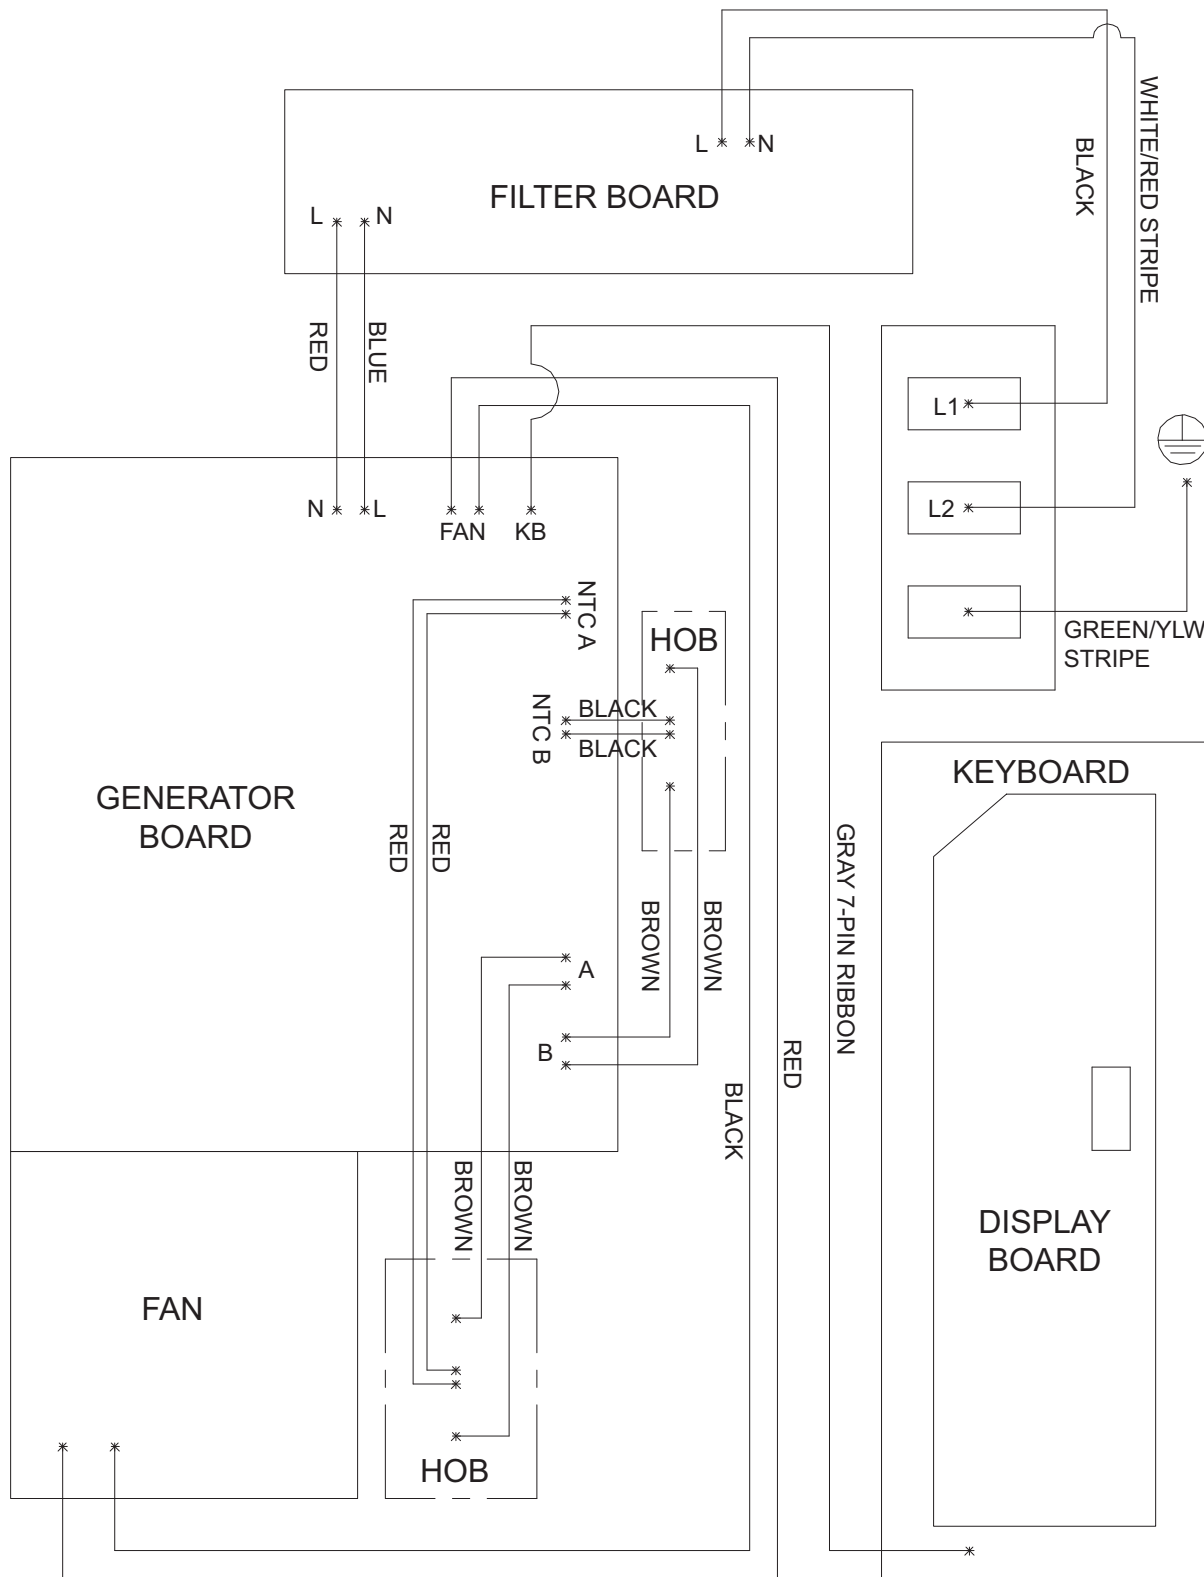 L
N
WHITE/RED STRIPE
BLACK
FILTER BOARD
L
N
RED
BLUE
L1
L2
N
L
FAN
KB
NTC A
HOB
GREEN/YLW
STRIPE
NTC B
BLACK
BLACK
KEYBOARD
GENERATOR
BOARD
RED
RED
GRAY 7-PIN RIBBON
BROWN
BROWN
A
B
RED
BLACK
BROWN
BROWN
DISPLAY
BOARD
FAN
HOB